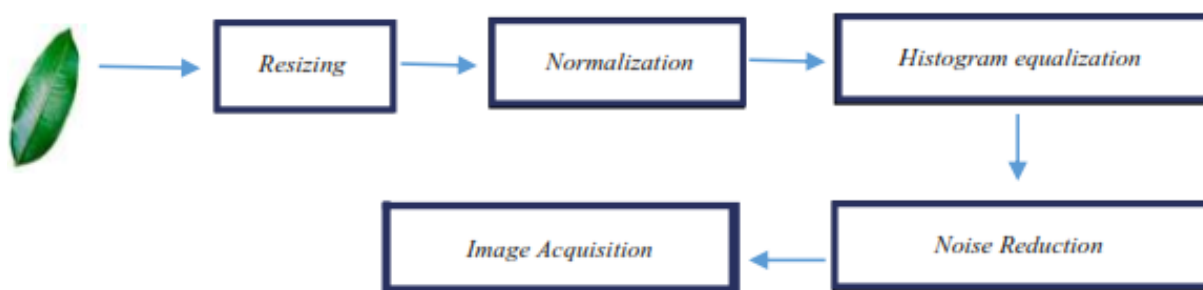 Resizing
Normalization
Histogram equalization
Noise Reduction
Image Acquisition